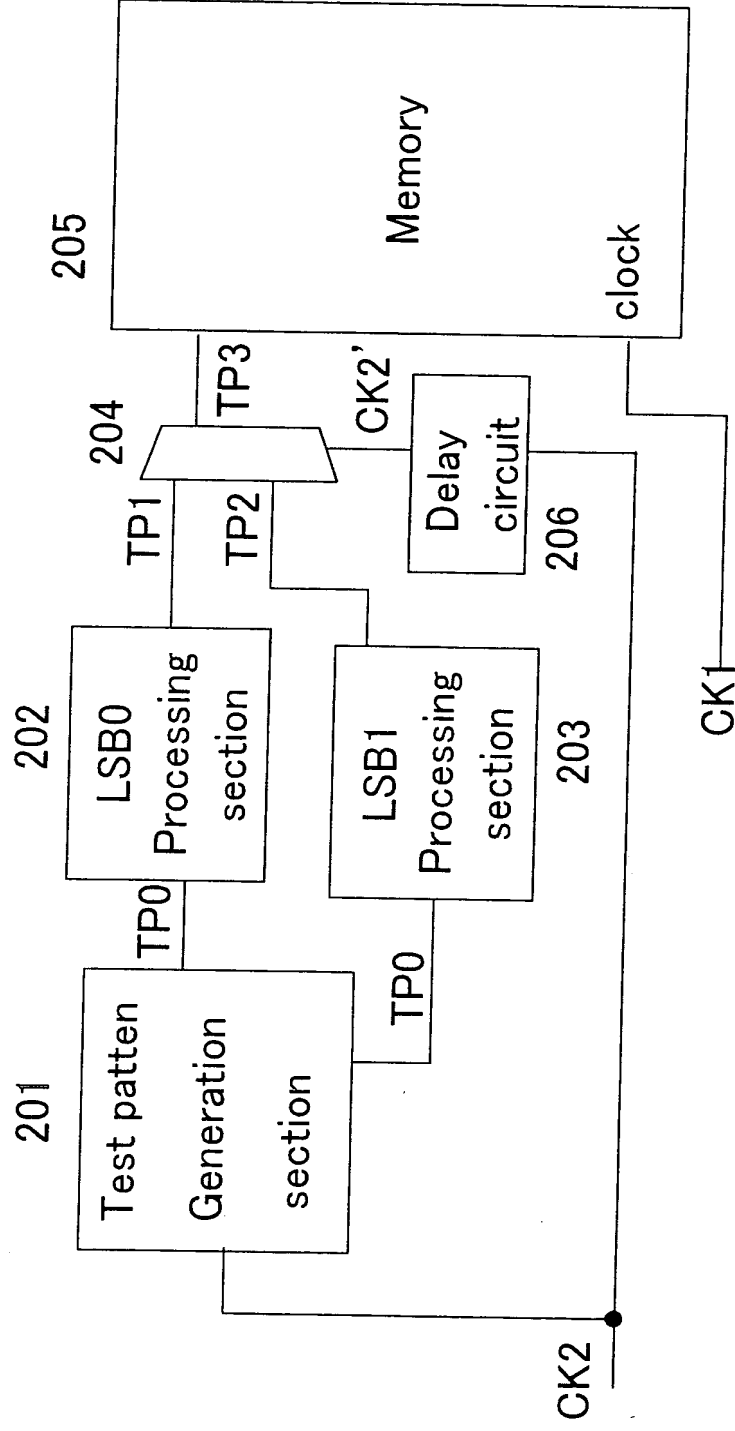 201
Test patten
Generation
section
TP0
TP0
202
LSB0
Processing
section
LSB1
Processing
section
203
TP1
TP2
204
TP3
CK2'
Delay
circuit
206
205
Memory
clock
CK2
CK1